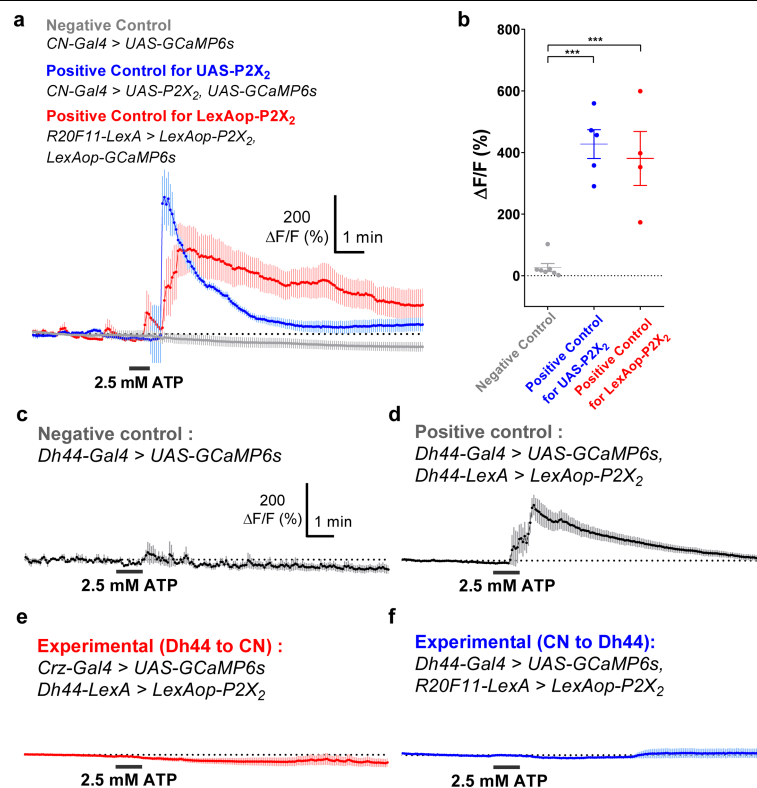 a
Negative Control
CN-Gal4 > UAS-GCaMP6s
Positive Control for UAS-P2X₂
CN-Gal4 > UAS-P2X₂, UAS-GCaMP6s
Positive Control for LexAop-P2X₂
R20F11-LexA > LexAop-P2X₂,
LexAop-GCaMP6s
200
ΔF/F (%)
1 min
2.5 mM ATP
b
800
600
400
200
0
ΔF/F (%)
***
***
Negative Control
Positive Control
for UAS-P2X₂
Positive Control
for LexAop-P2X₂
c
Negative control :
Dh44-Gal4 > UAS-GCaMP6s
200
ΔF/F (%)
1 min
2.5 mM ATP
d
Positive control :
Dh44-Gal4 > UAS-GCaMP6s,
Dh44-LexA > LexAop-P2X₂
2.5 mM ATP
e
Experimental (Dh44 to CN) :
Crz-Gal4 > UAS-GCaMP6s
Dh44-LexA > LexAop-P2X₂
2.5 mM ATP
f
Experimental (CN to Dh44):
Dh44-Gal4 > UAS-GCaMP6s,
R20F11-LexA > LexAop-P2X₂
2.5 mM ATP